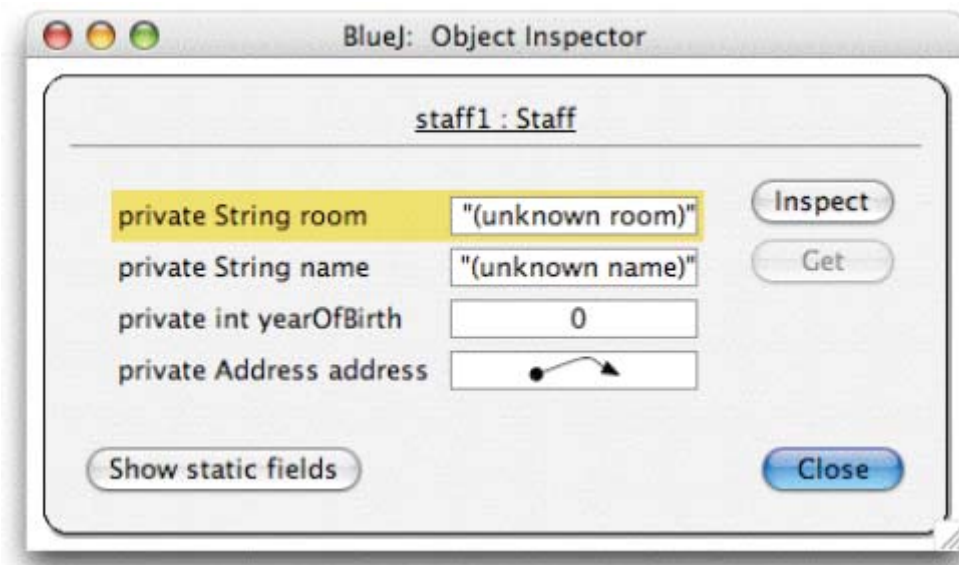 BlueJ: Object Inspector
staff1 : Staff
private String room "(unknown room)"
Inspect
private String name "(unknown name)"
Get
private int yearOfBirth 0
private Address address
Show static fields
Close